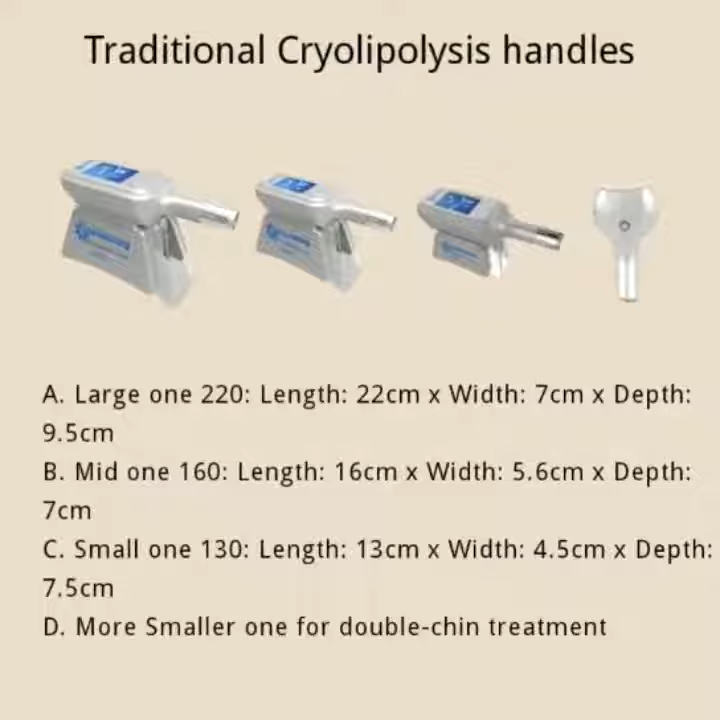 Traditional Cryolipolysis handles
A. Large one 220: Length: 22cm x Width: 7cm x Depth:
9.5cm
B. Mid one 160: Length: 16cm x Width: 5.6cm x Depth:
7cm
C. Small one 130: Length: 13cm x Width: 4.5cm x Depth:
7.5cm
D. More Smaller one for double-chin treatment